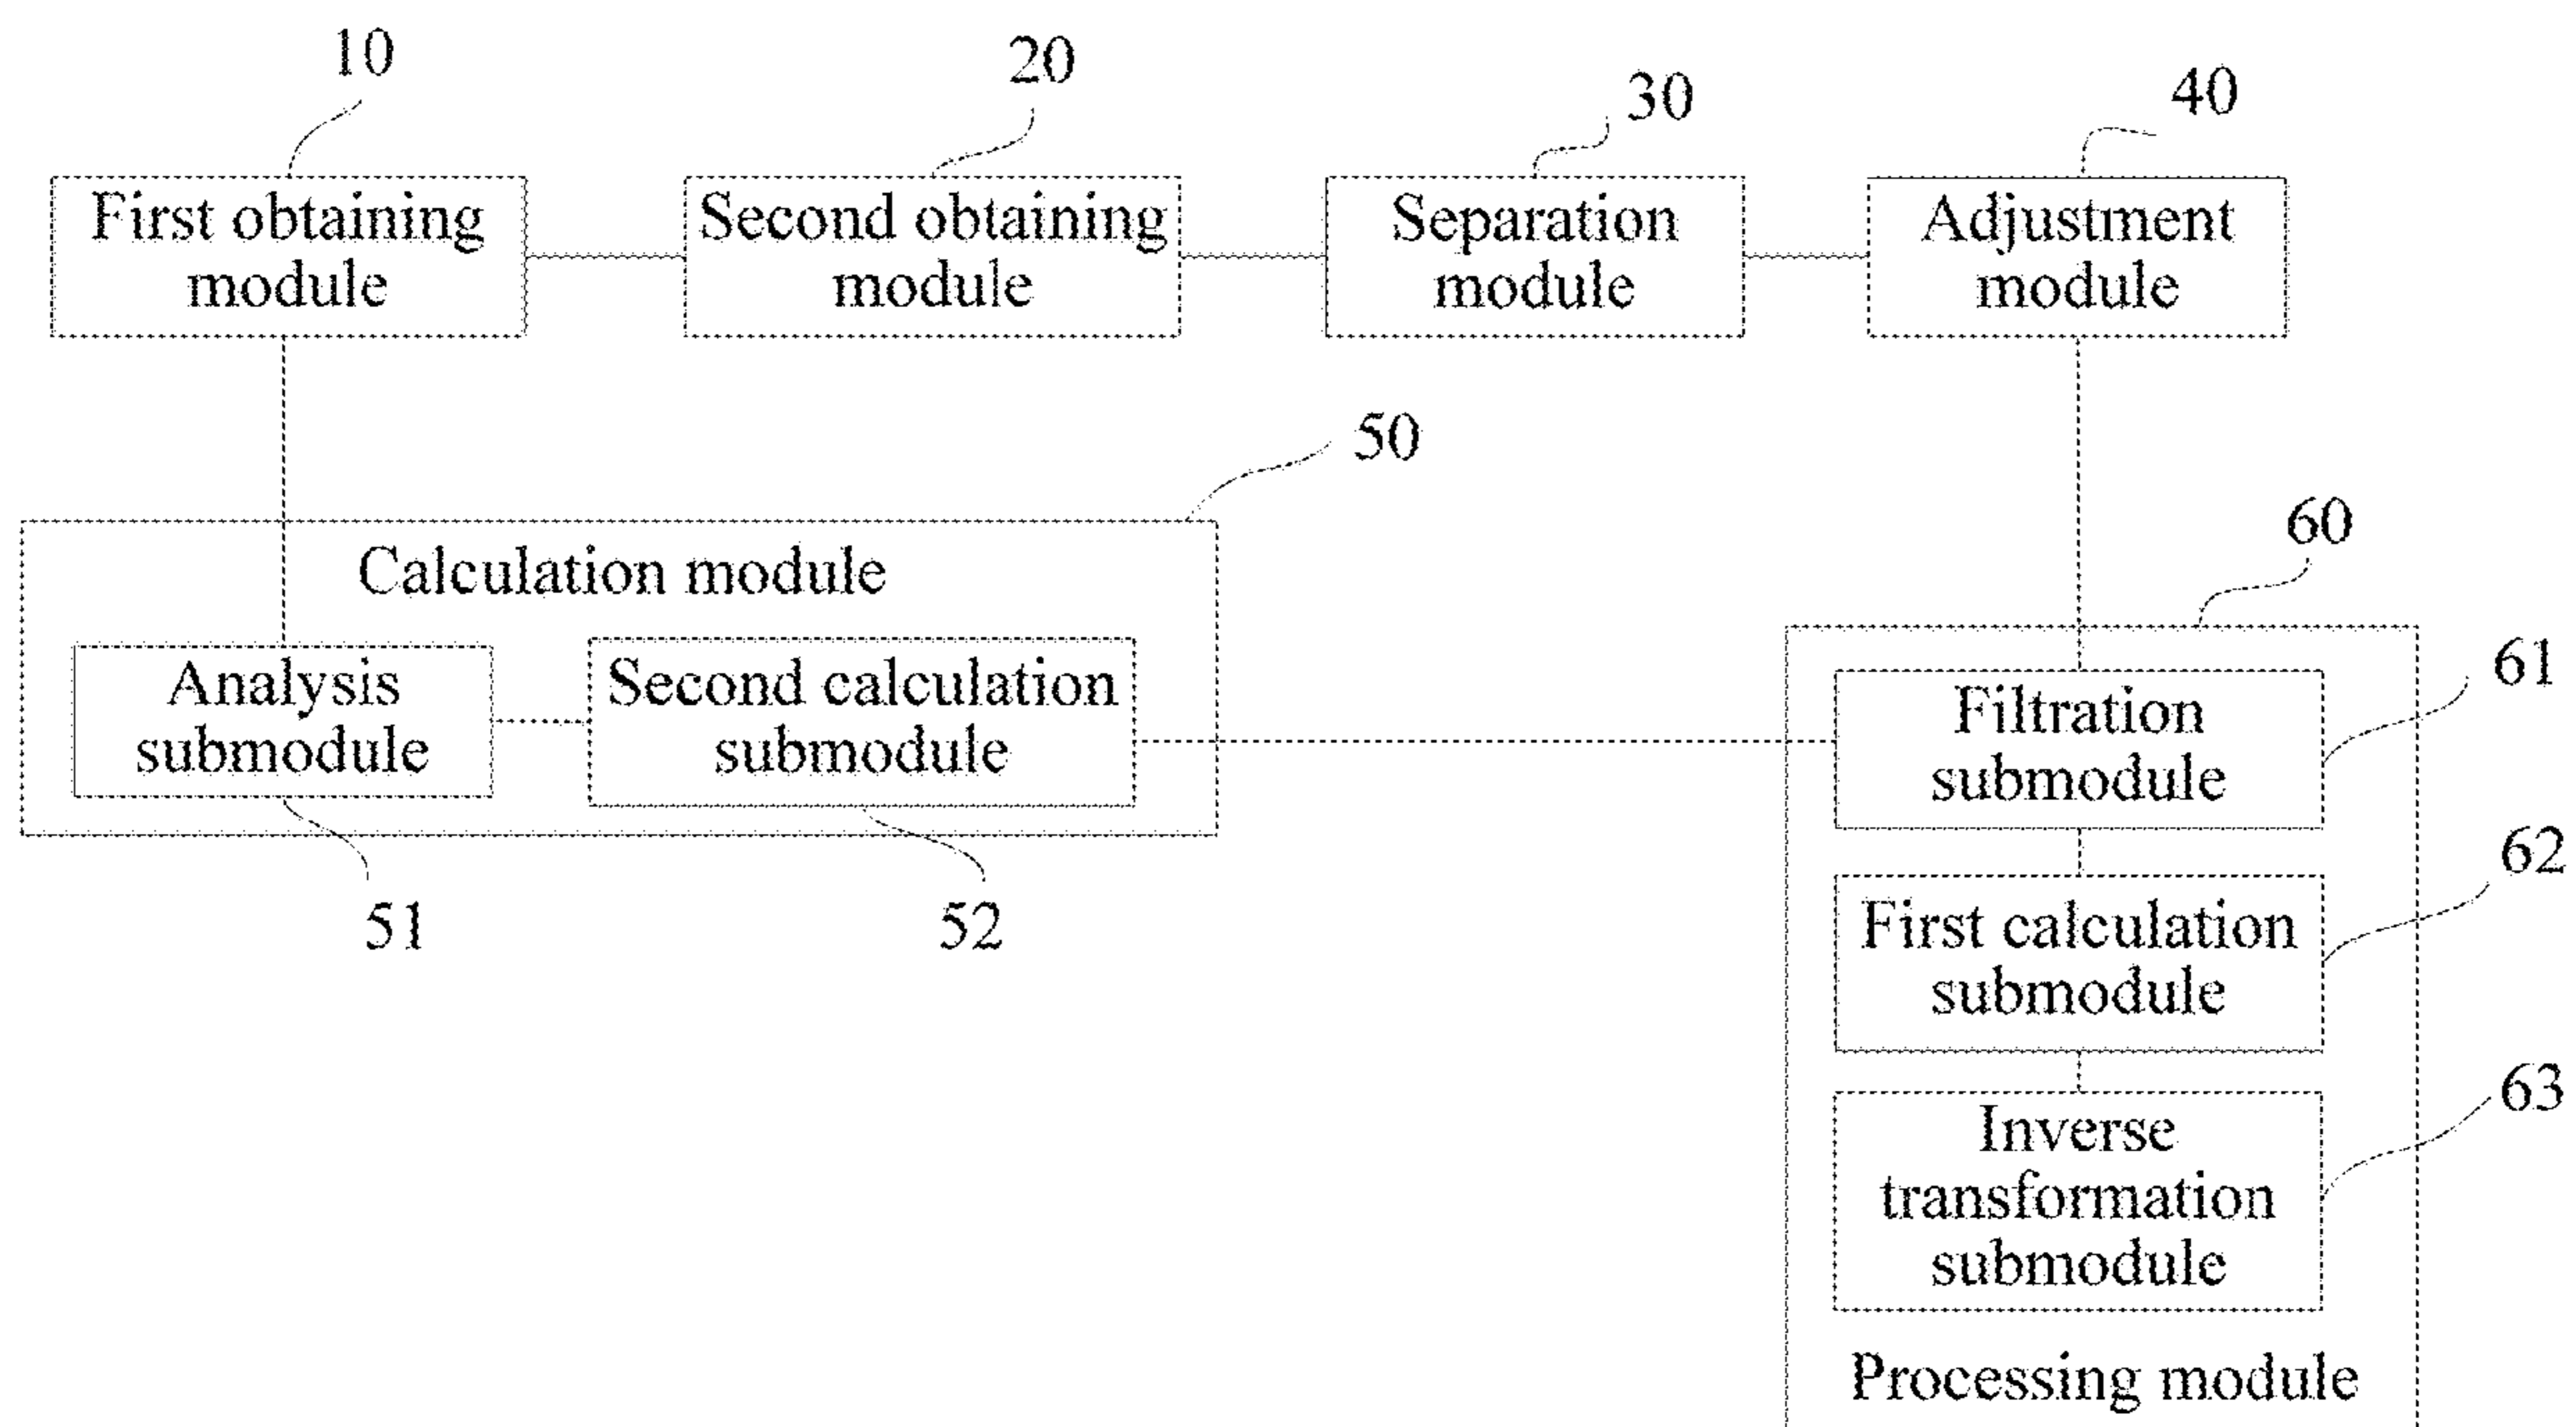 10
20
30
40
First obtaining
module
Second obtaining
module
Separation
module
Adjustment
module
50
60
Calculation module
Analysis
submodule
Second calculation
submodule
51
52
61
Filtration
submodule
62
First calculation
submodule
63
Inverse
transformation
submodule
Processing module